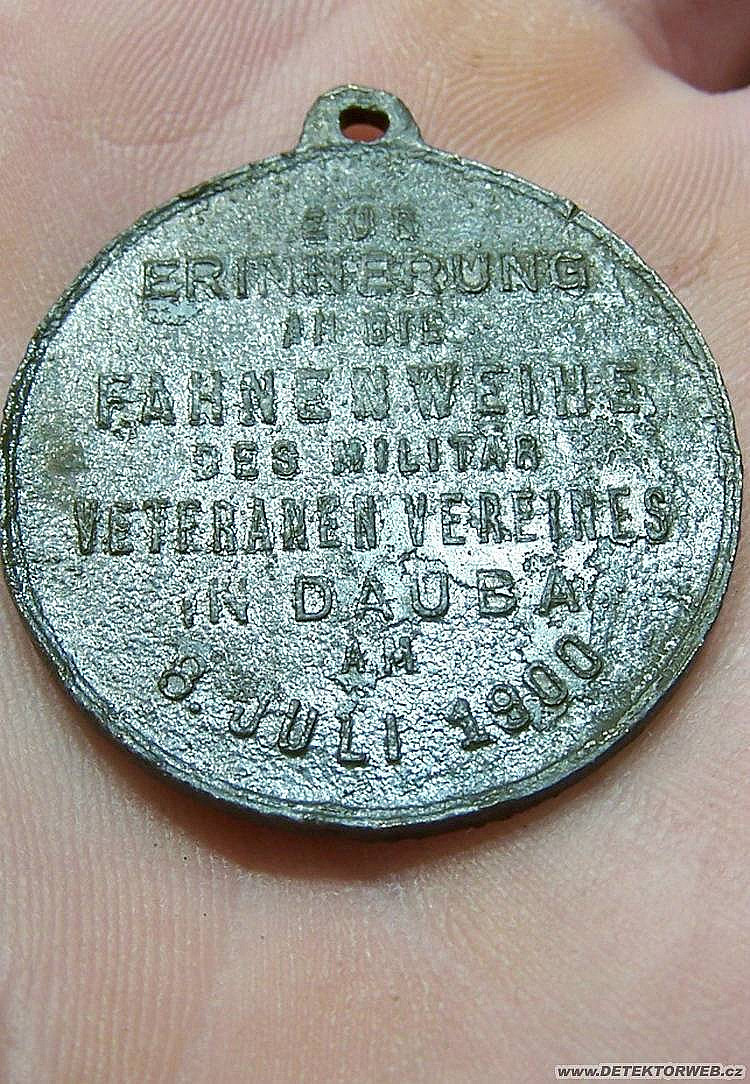 ZUR
ERINNERUNG
AN DIE
FAHNENWEIHE
DES MILITÄR
VETERANEN VEREINES
IN DAUBA
AM
8. JULI 1900
www.DETEKTORWEB.cz